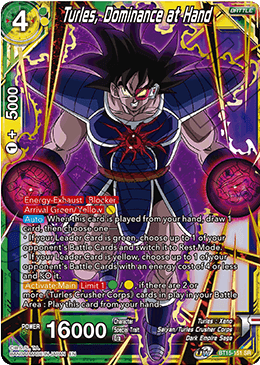 BATTLE
4
Turles, Dominance at Hand
1 + 5000
Energy-Exhaust Blocker
Arrival Green/Yellow
Auto When this card is played from your hand, draw 1
card, then choose one—
• If your Leader Card is green, choose up to 1 of your
opponent's Battle Cards and switch it to Rest Mode.
• If your Leader Card is yellow, choose up to 1 of your
opponent's Battle Cards with an energy cost of 4 or less
and KO it.
Activate:Main Limit 1 : if there are 2 or
more ≪Turles Crusher Corps≫ cards in play in your Battle
Area : Play this card from your hand.
POWER 16000
Character Turles : Xeno
Special Trait Saiyan/Turles Crusher Corps
Era Dark Empire Saga
BT15-151 SR